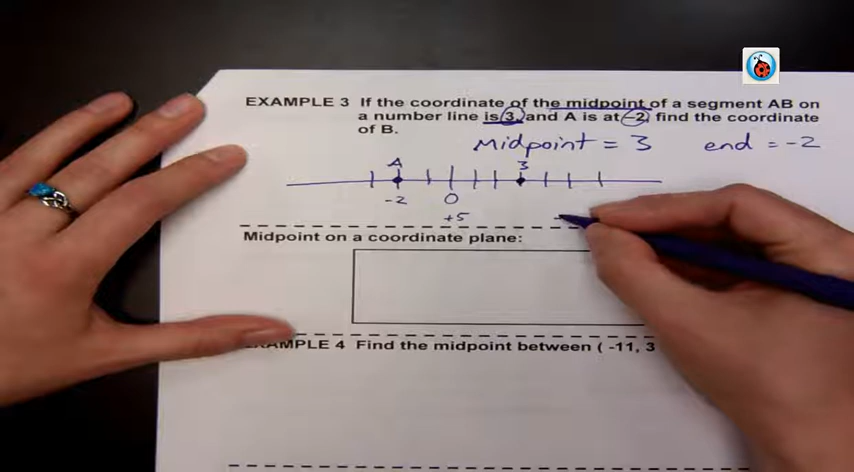 EXAMPLE 3 If the coordinate of the midpoint of a segment AB on
a number line is 3 and A is at -2, find the coordinate
of B.
Midpoint = 3 end = -2
A 3
-2 0
+5
Midpoint on a coordinate plane:
EXAMPLE 4 Find the midpoint between ( -11, 3